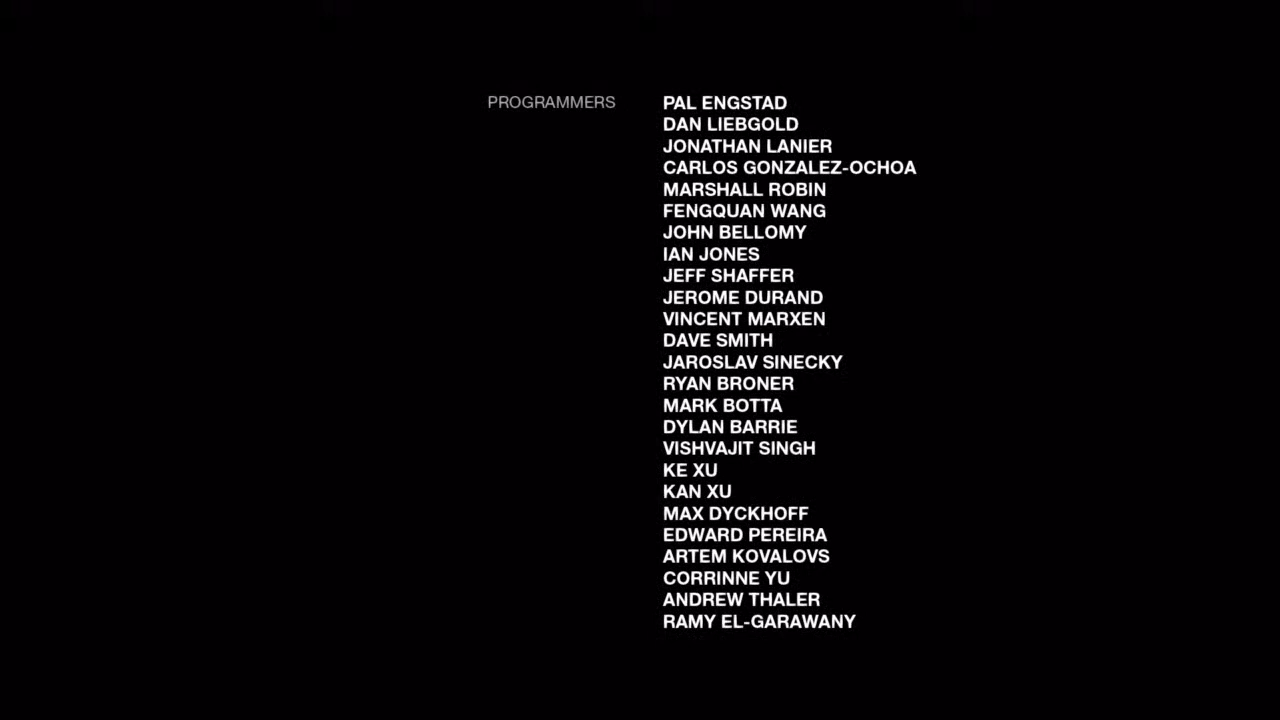 PROGRAMMERS PAL ENGSTAD
DAN LIEBGOLD
JONATHAN LANIER
CARLOS GONZALEZ-OCHOA
MARSHALL ROBIN
FENGQUAN WANG
JOHN BELLOMY
IAN JONES
JEFF SHAFFER
JEROME DURAND
VINCENT MARXEN
DAVE SMITH
JAROSLAV SINECKY
RYAN BRONER
MARK BOTTA
DYLAN BARRIE
VISHVAJIT SINGH
KE XU
KAN XU
MAX DYCKHOFF
EDWARD PEREIRA
ARTEM KOVALOVS
CORRINNE YU
ANDREW THALER
RAMY EL-GARAWANY